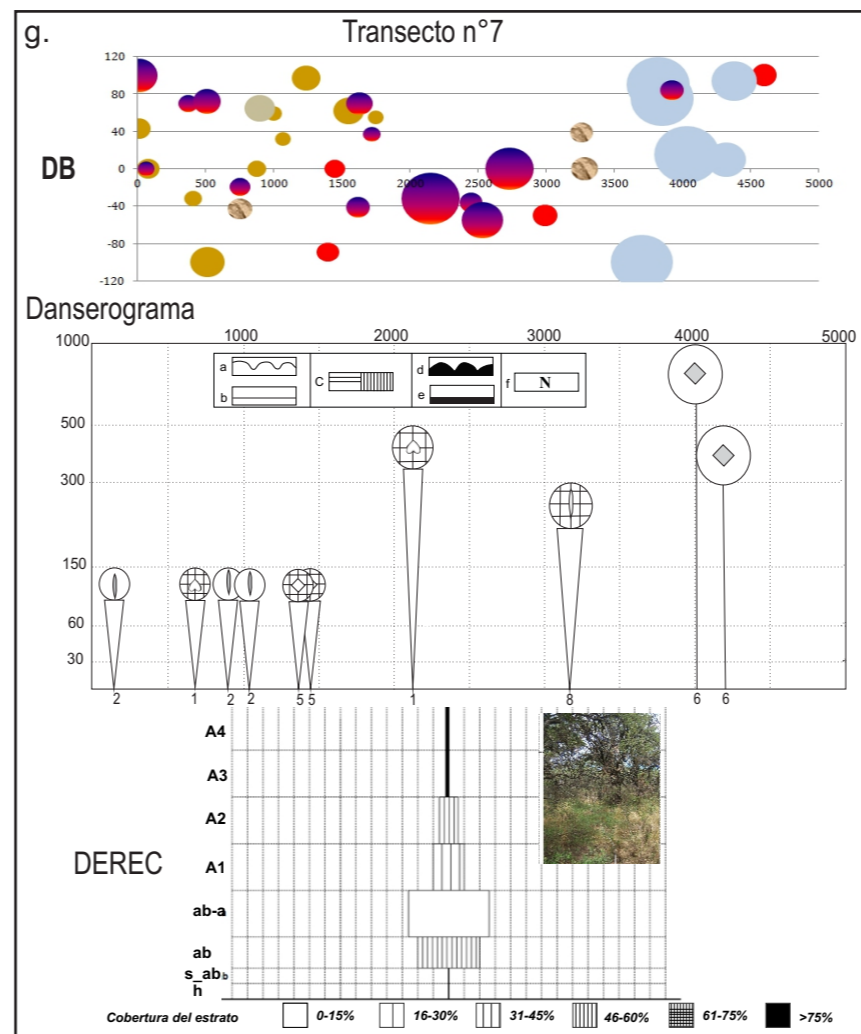 g. Transecto n°7
120
80
40
DB 0 0 500 1000 1500 2000 2500 3000 3500 4000 4500 5000
-40
-80
-120
Danserograma
1000 2000 3000 4000 5000
1000
a C d f N
b e
500
300
150
60
30
2 1 2 2 5 5 1 8 6 6
A4
A3
A2
DEREC
A1
ab-a
ab
s_ab b
h
Cobertura del estrato 0-15% 16-30% 31-45% 46-60% 61-75% >75%